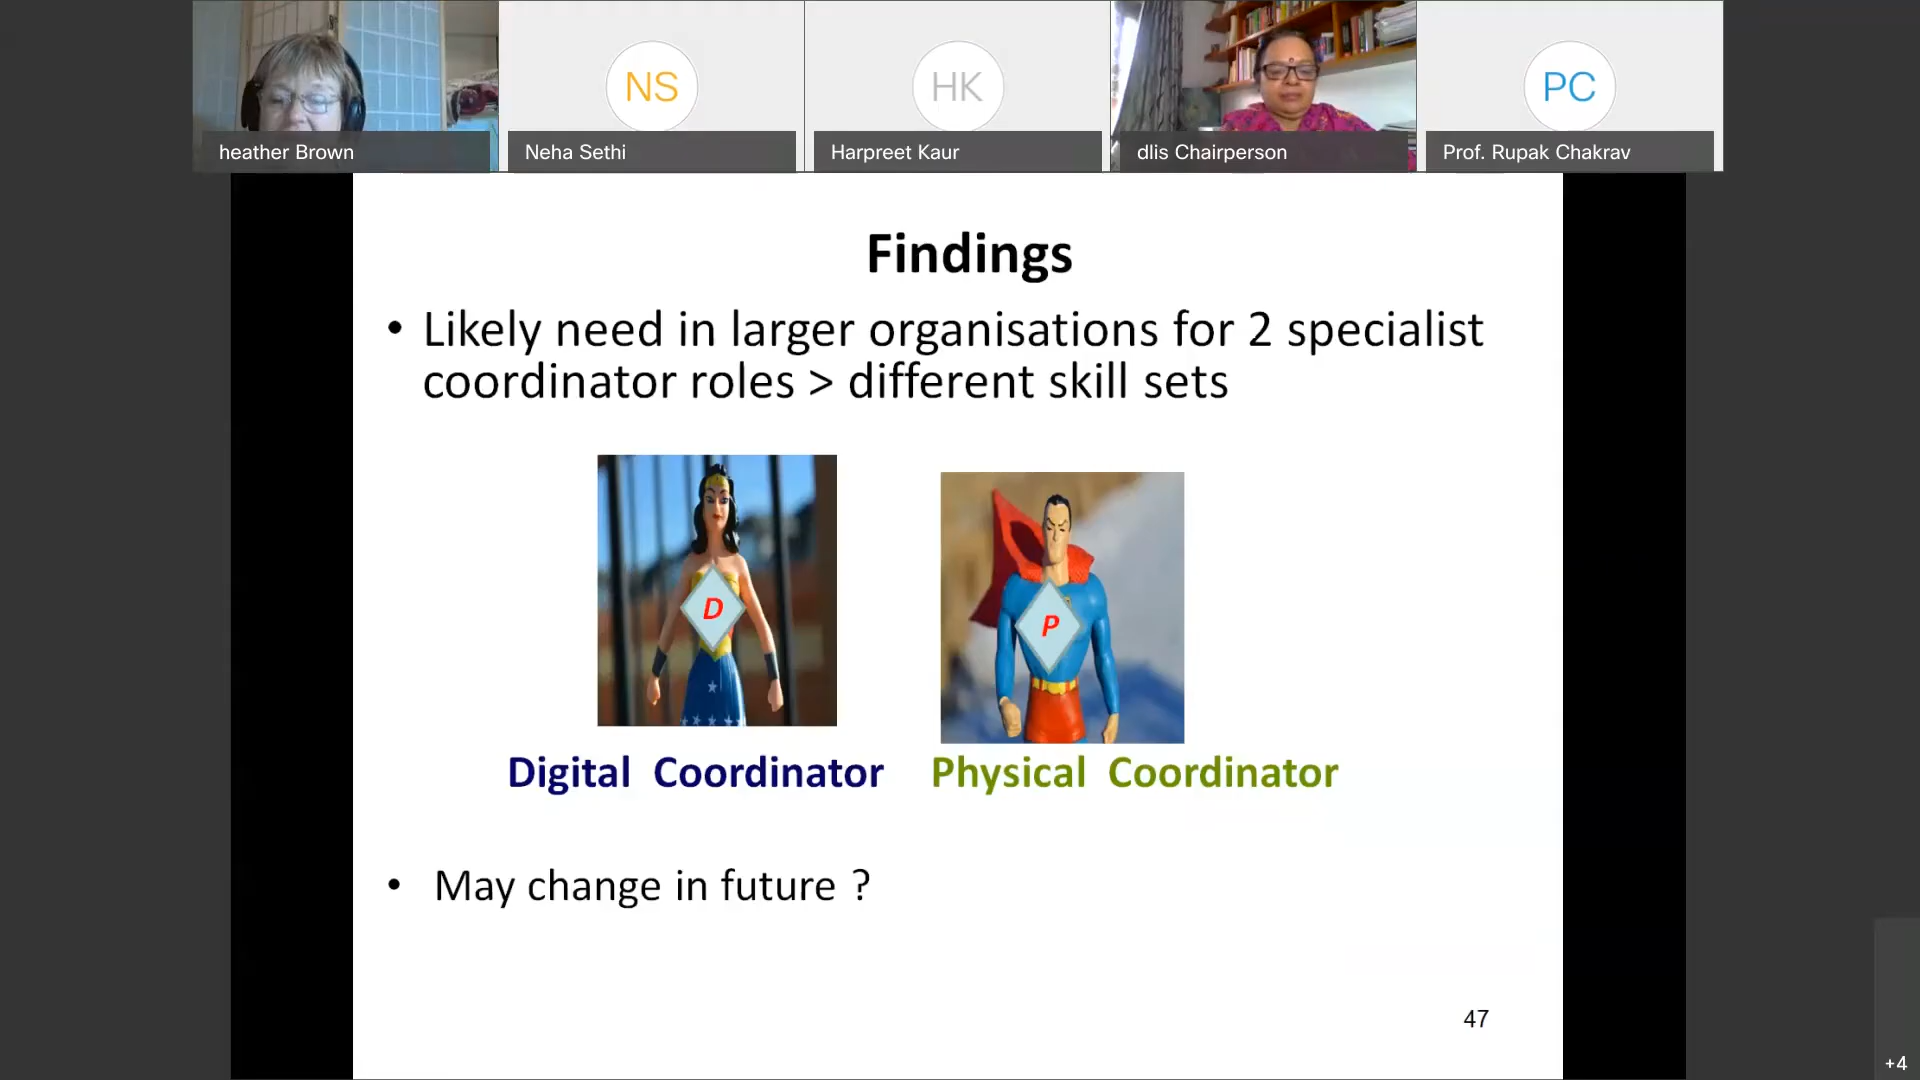 NS
HK
PC
heather Brown
Neha Sethi
Harpreet Kaur
dlis Chairperson
Prof. Rupak Chakrav
Findings
• Likely need in larger organisations for 2 specialist
coordinator roles > different skill sets
D
P
Digital Coordinator
Physical Coordinator
• May change in future ?
47
+4